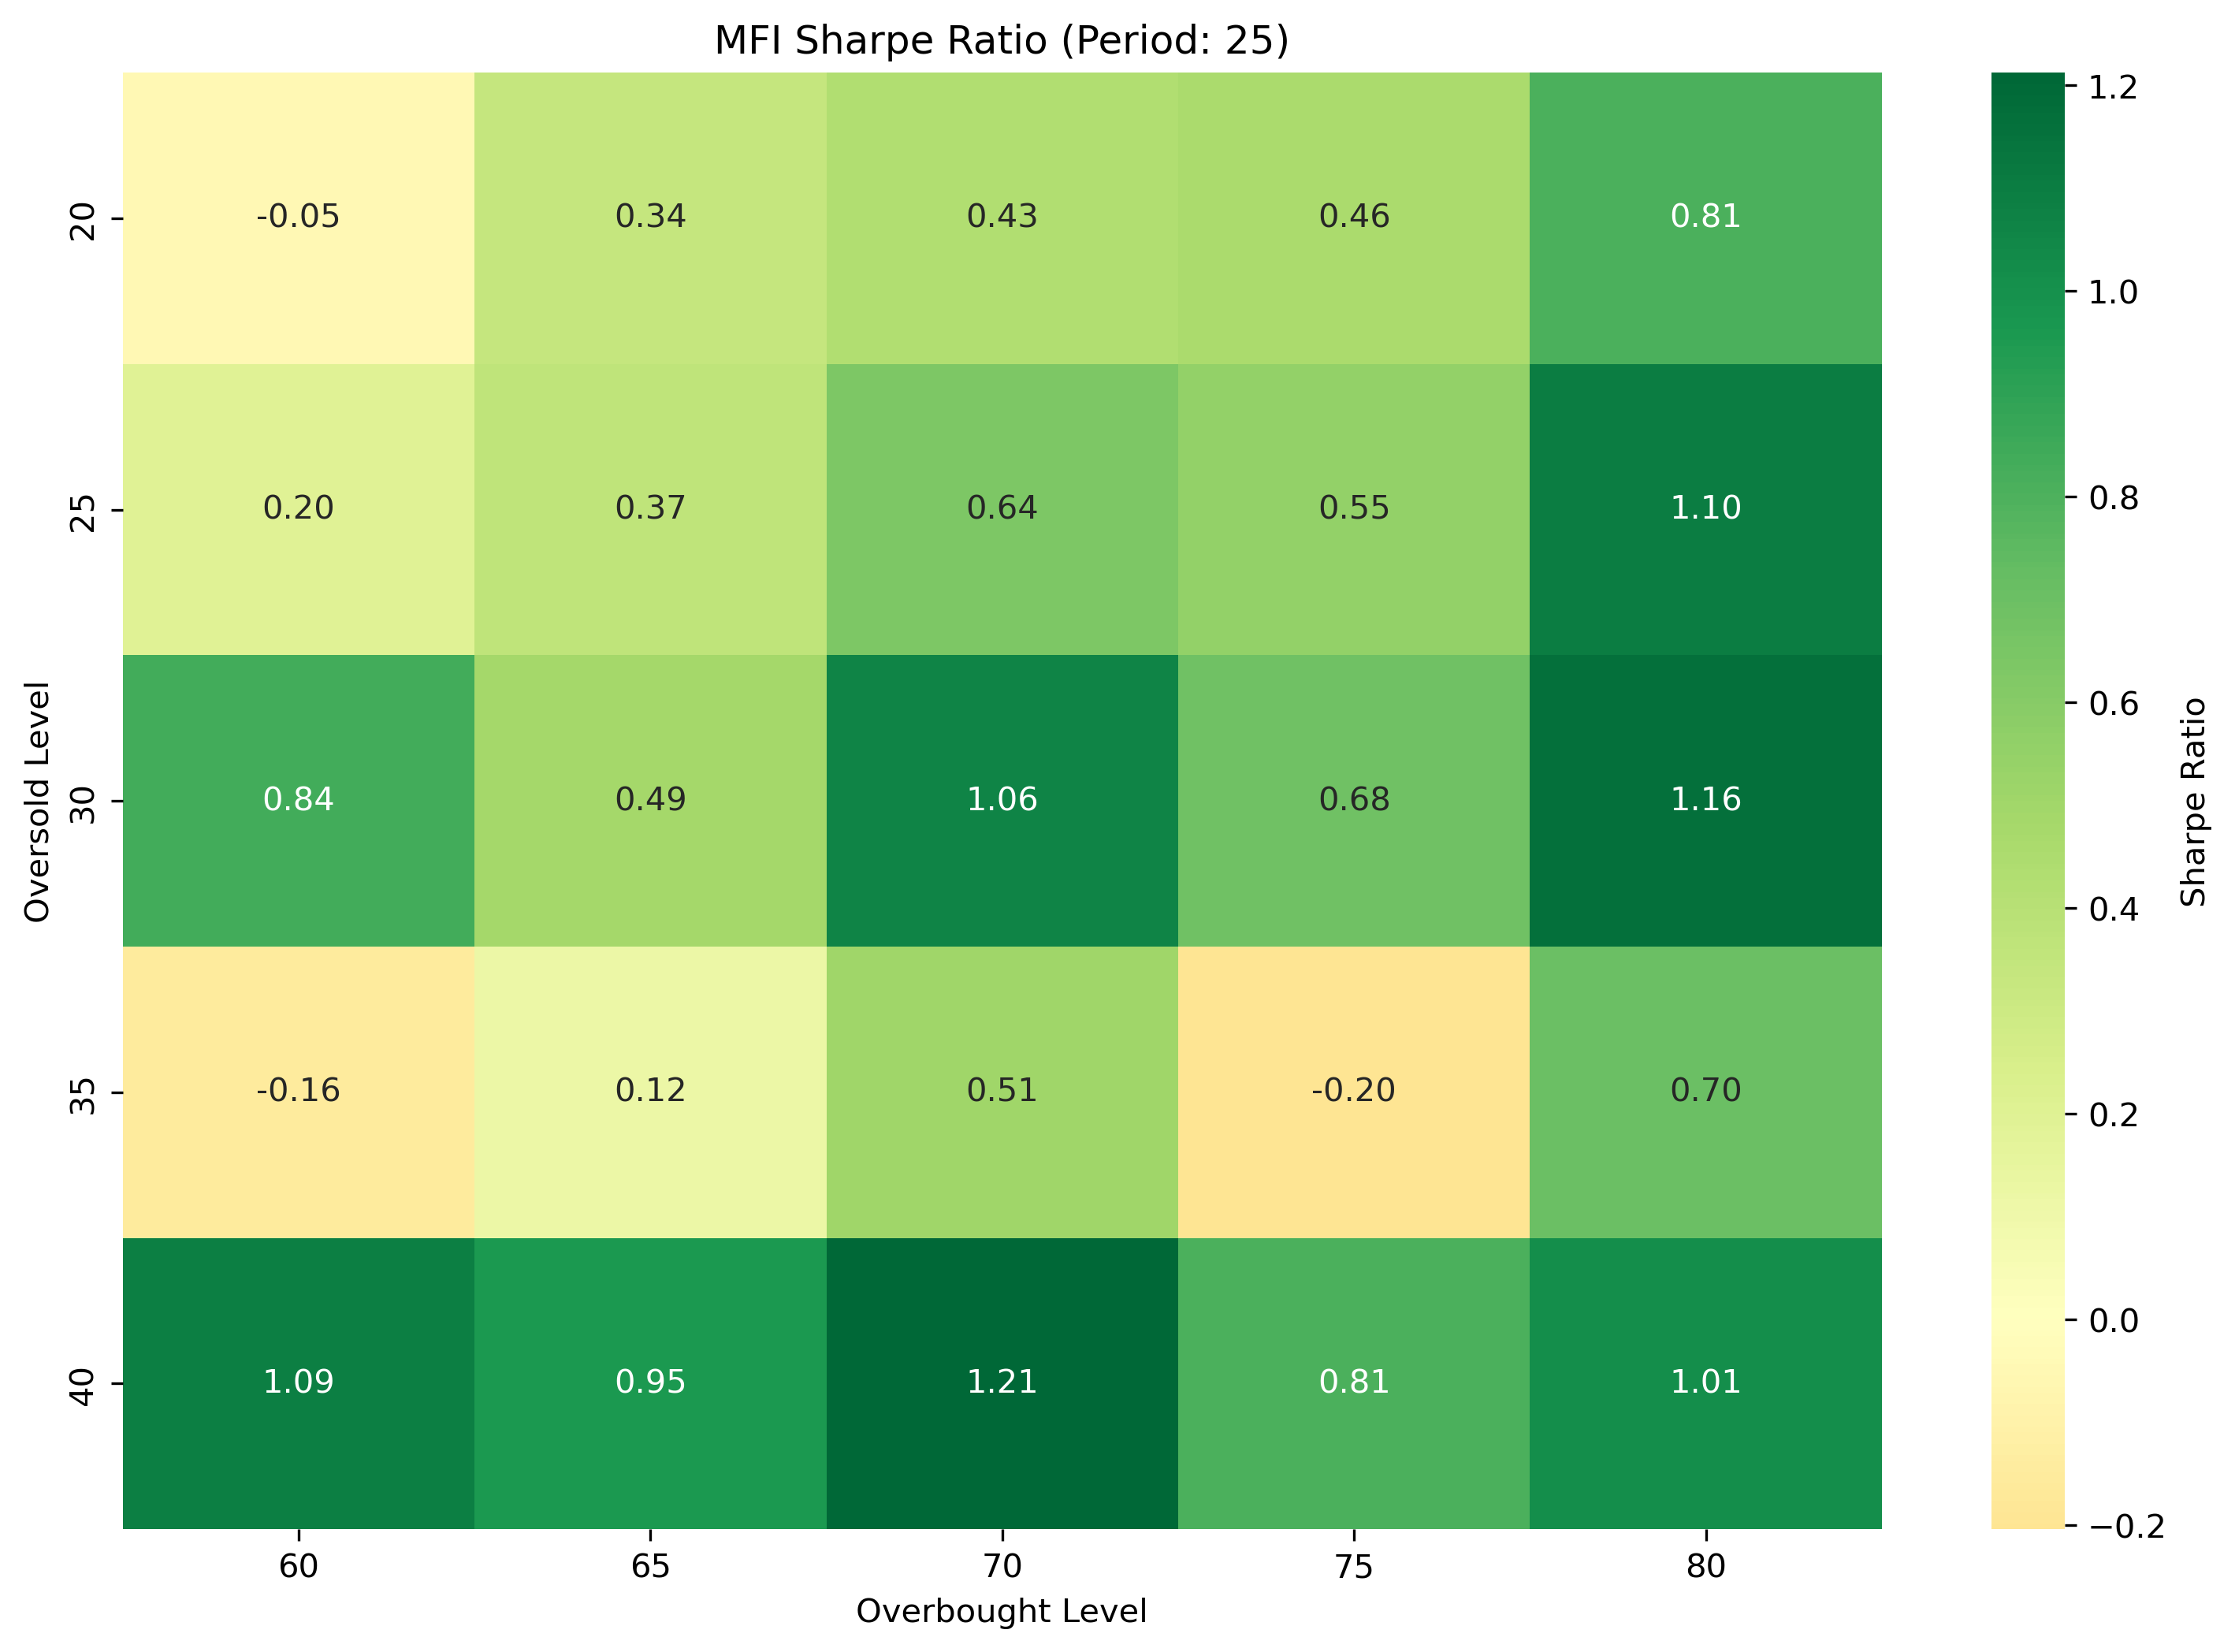 MFI Sharpe Ratio (Period: 25)
20 -0.05 0.34 0.43 0.46 0.81
25 0.20 0.37 0.64 0.55 1.10
30 0.84 0.49 1.06 0.68 1.16
35 -0.16 0.12 0.51 -0.20 0.70
40 1.09 0.95 1.21 0.81 1.01
60 65 70 75 80
Overbought Level
Oversold Level
1.2
1.0
0.8
0.6
0.4
0.2
0.0
−0.2
Sharpe Ratio